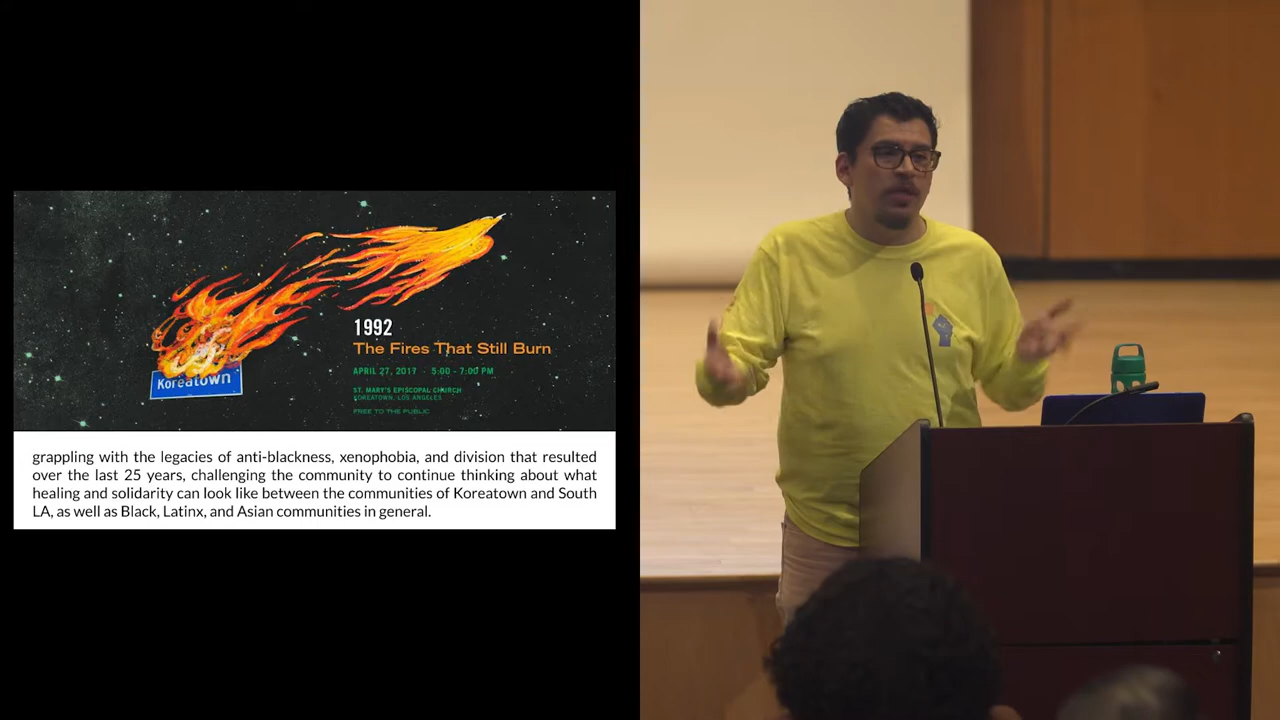 1992
The Fires That Still Burn
APRIL 27, 2017 · 5:00 - 7:00 PM
ST. MARY'S EPISCOPAL CHURCH
KOREATOWN, LOS ANGELES
FREE TO THE PUBLIC
Koreatown
grappling with the legacies of anti-blackness, xenophobia, and division that resulted
over the last 25 years, challenging the community to continue thinking about what
healing and solidarity can look like between the communities of Koreatown and South
LA, as well as Black, Latinx, and Asian communities in general.